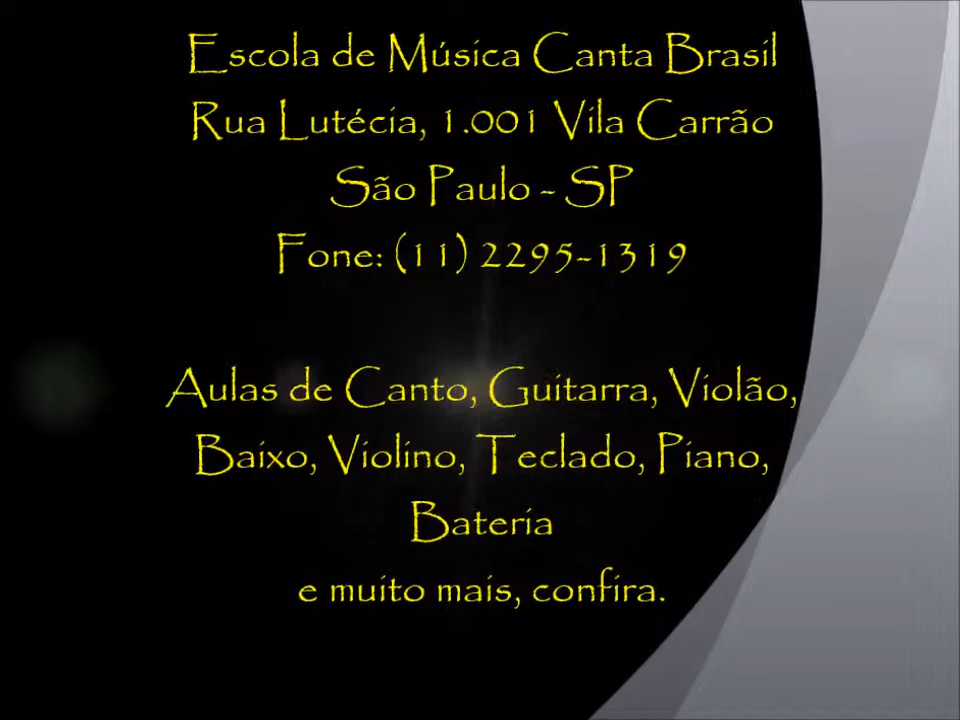 Escola de Música Canta Brasil
Rua Lutécia, 1.001 Vila Carrão
São Paulo - SP
Fone: (11) 2295-1319
Aulas de Canto, Guitarra, Violão,
Baixo, Violino, Teclado, Piano,
Bateria
e muito mais, confira.